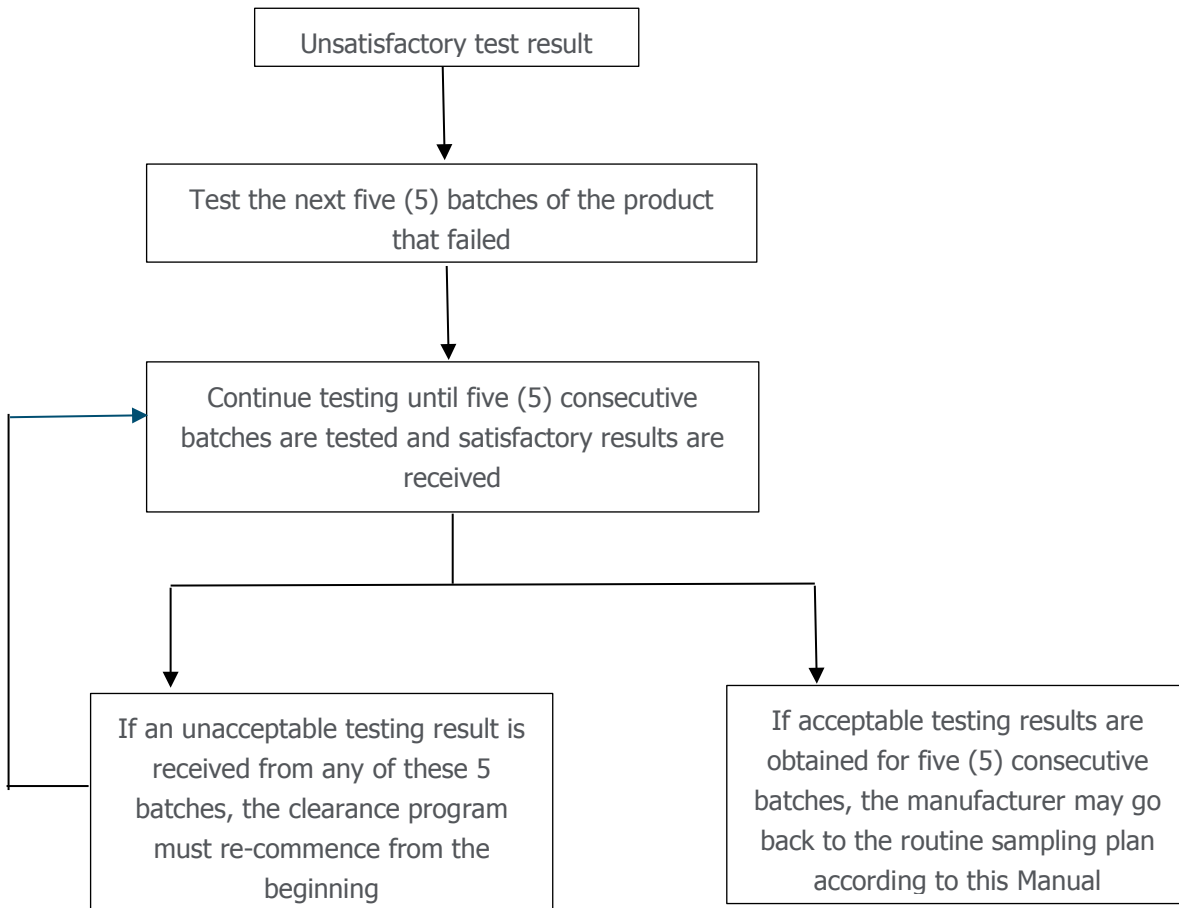 Unsatisfactory test result
Test the next five (5) batches of the product
that failed
Continue testing until five (5) consecutive
batches are tested and satisfactory results are
received
If an unacceptable testing result is
received from any of these 5
batches, the clearance program
must re-commence from the
beginning
If acceptable testing results are
obtained for five (5) consecutive
batches, the manufacturer may go
back to the routine sampling plan
according to this Manual